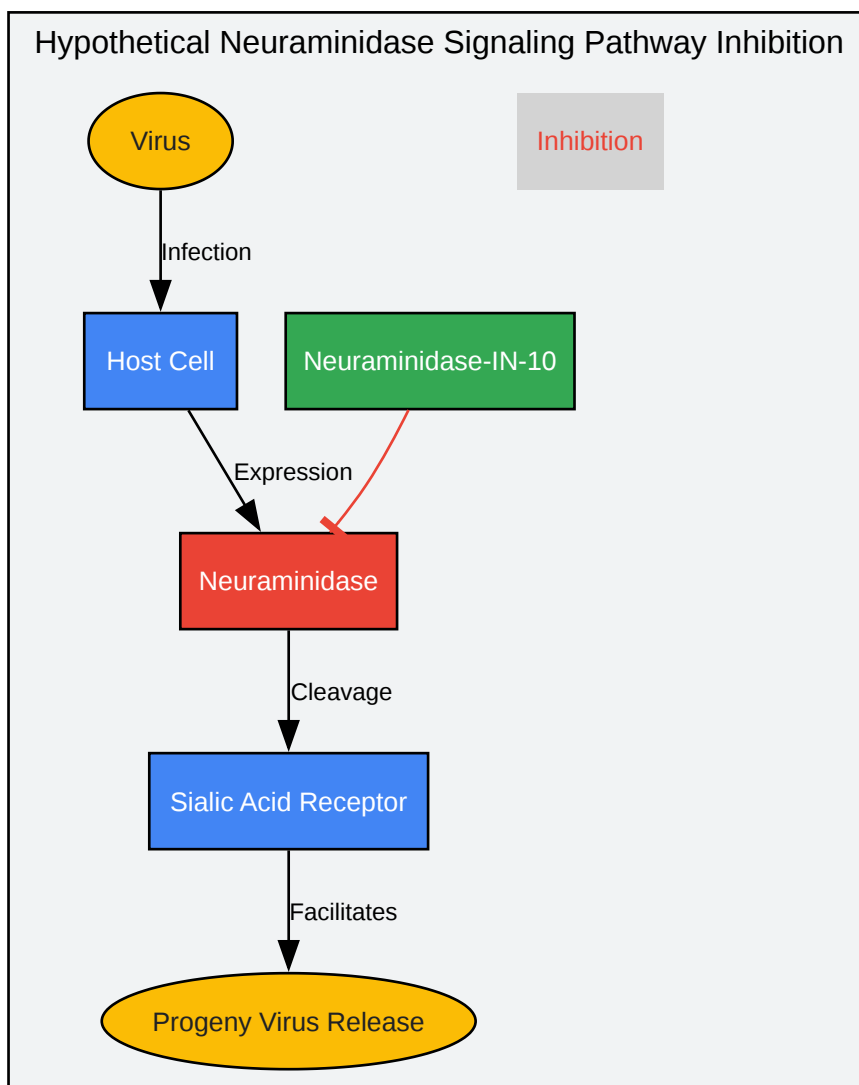 Hypothetical Neuraminidase Signaling Pathway Inhibition
Virus
Inhibition
Infection
Host Cell
Neuraminidase-IN-10
Expression
Neuraminidase
Cleavage
Sialic Acid Receptor
Facilitates
Progeny Virus Release